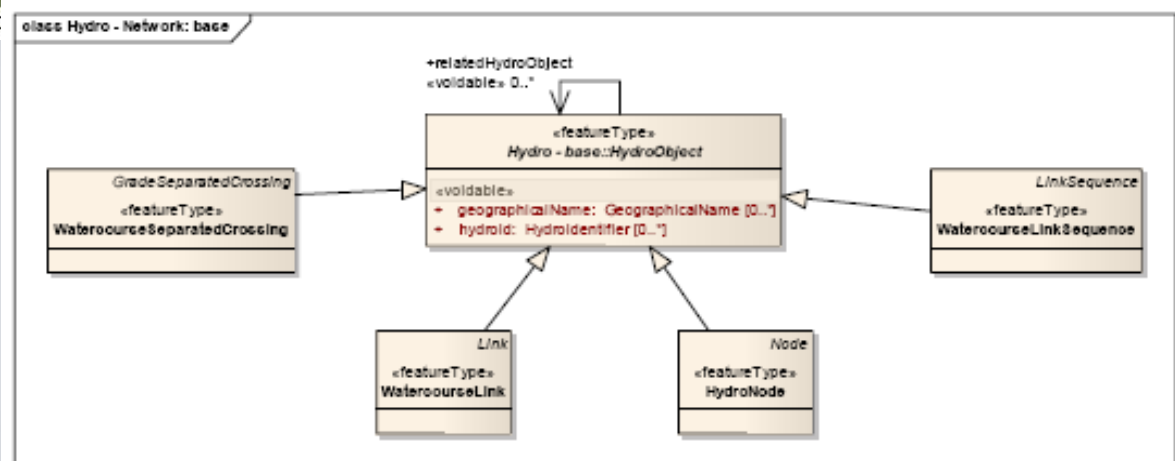 class Hydro - Network: base
+relatedHydroObject
«voidable» 0..*
«featureType»
Hydro - base::HydroObject
«voidable»
+ geographicalName: GeographicalName [0..*]
+ hydroId: HydroIdentifier [0..*]
GradeSeparatedCrossing
«featureType»
WatercourseSeparatedCrossing
LinkSequence
«featureType»
WatercourseLinkSequence
Link
«featureType»
WatercourseLink
Node
«featureType»
HydroNode